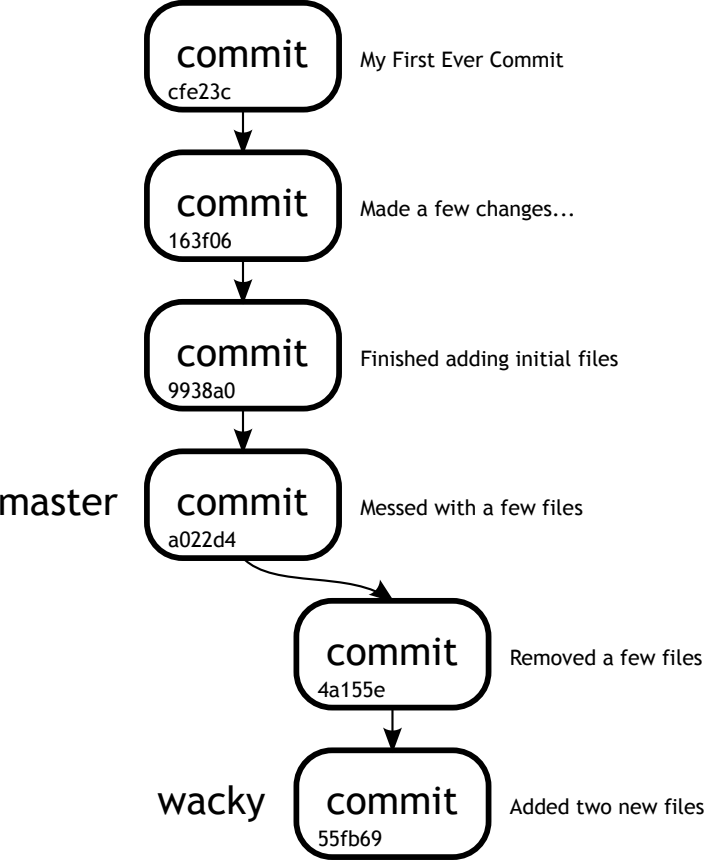 commit
cfe23c
My First Ever Commit
commit
163f06
Made a few changes...
commit
9938a0
Finished adding initial files
master
commit
a022d4
Messed with a few files
commit
4a155e
Removed a few files
wacky
commit
55fb69
Added two new files